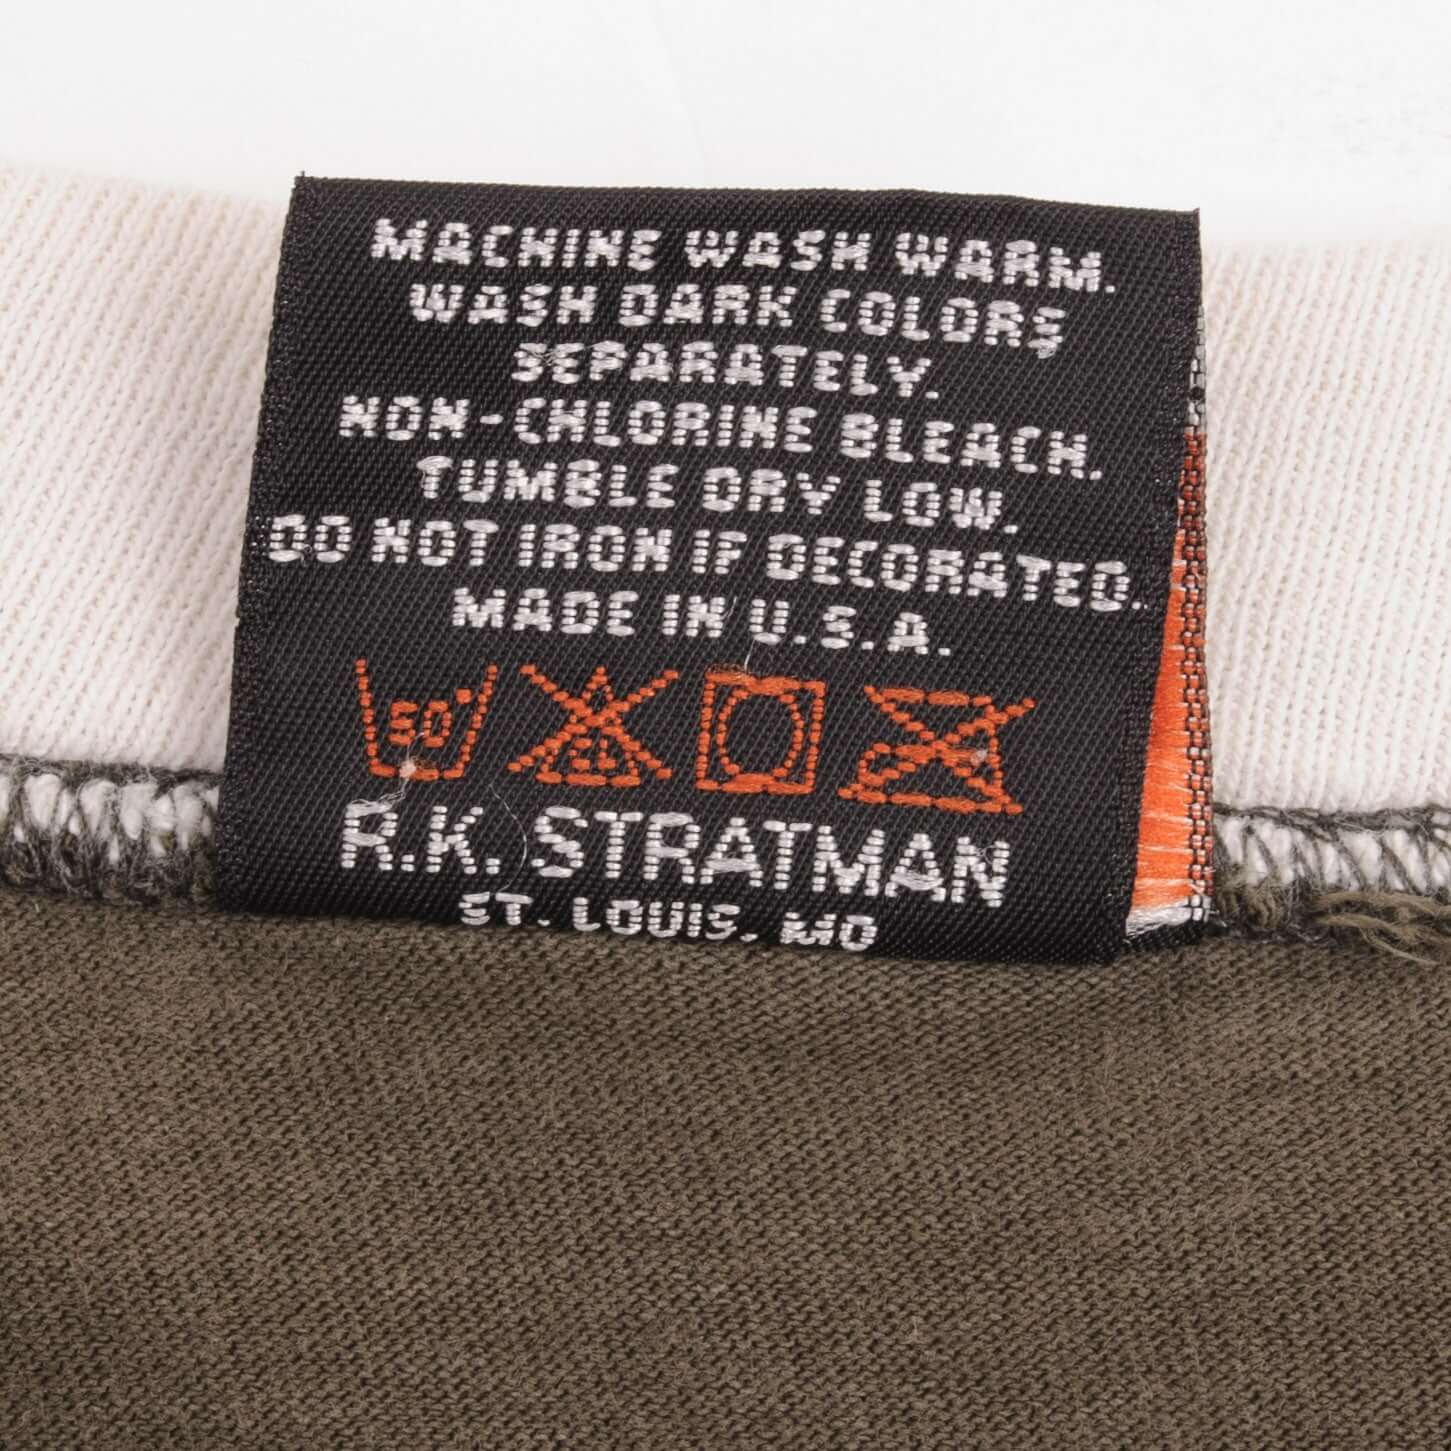 MACHINE WASH WARM.
WASH DARK COLORS
SEPARATELY.
NON-CHLORINE BLEACH.
TUMBLE DRY LOW.
DO NOT IRON IF DECORATED.
MADE IN U.S.A.
50° CL
R.K. STRATMAN
ST. LOUIS, MO